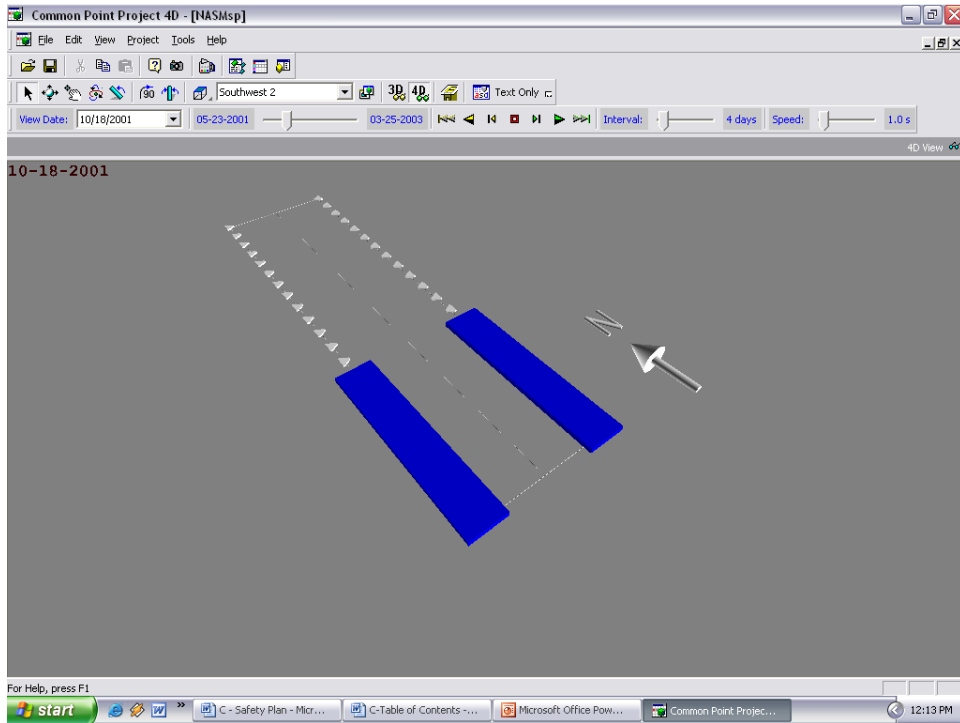 Common Point Project 4D - [NASMsp]
File Edit View Project Tools Help
Southwest 2 3D 4D Text Only
View Date: 10/18/2001 05-23-2001 03-25-2003 Interval: 4 days Speed: 1.0 s
4D View
10-18-2001
N
For Help, press F1
start C - Safety Plan - Micr... C-Table of Contents -... Microsoft Office Pow... Common Point Projec... 12:13 PM